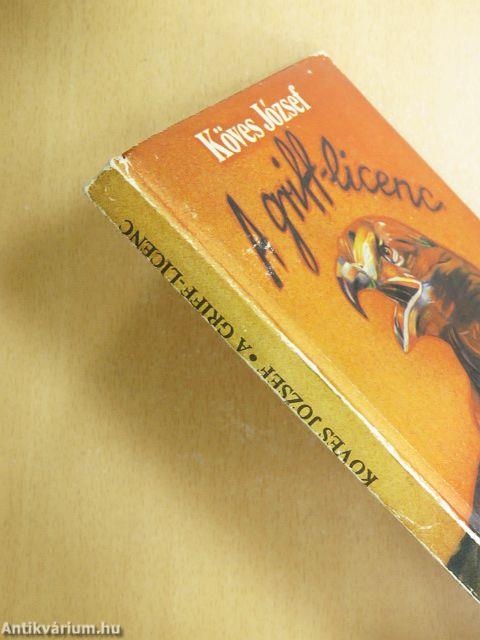 Köves József
A griff-licenc
KÖVES JÓZSEF • A GRIFF-LICENC
Antikvárium.hu